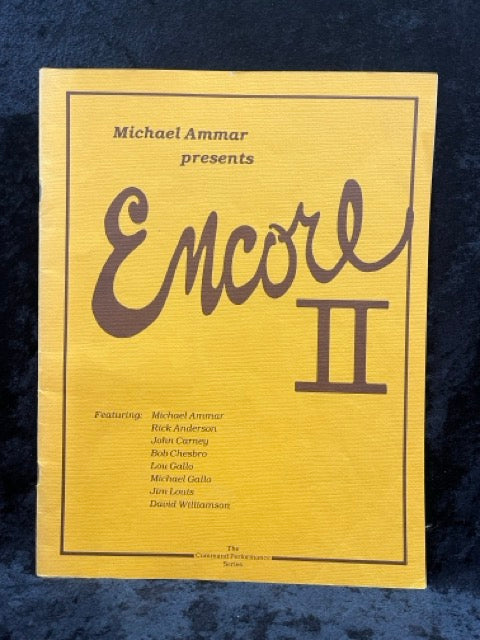 Michael Ammar
presents
Encore
II
Featuring: Michael Ammar
Rick Anderson
John Carney
Bob Chesbro
Lou Gallo
Michael Gallo
Jim Louis
David Williamson
The
Command Performance
Series